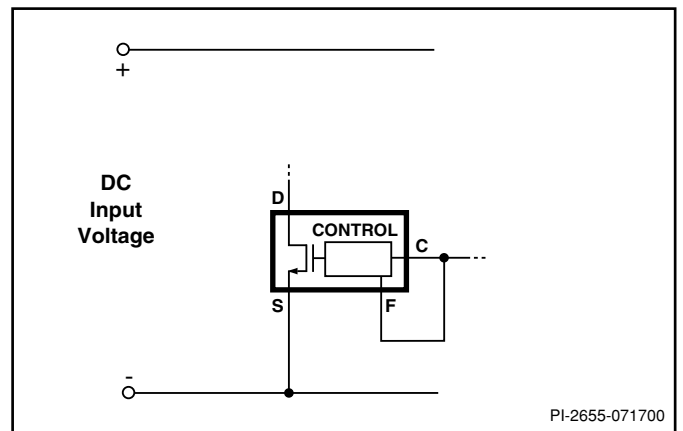 +
DC
Input
Voltage
D
CONTROL
C
S
F
-
PI-2655-071700